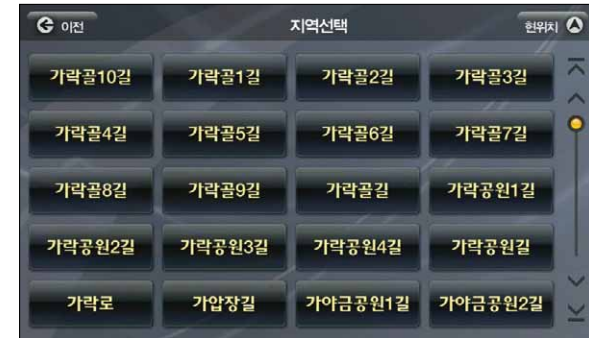 이전 지역선택 현위치
가락골10길 가락골1길 가락골2길 가락골3길
가락골4길 가락골5길 가락골6길 가락골7길
가락골8길 가락골9길 가락골길 가락공원1길
가락공원2길 가락공원3길 가락공원4길 가락공원길
가락로 가압장길 가야금공원1길 가야금공원2길